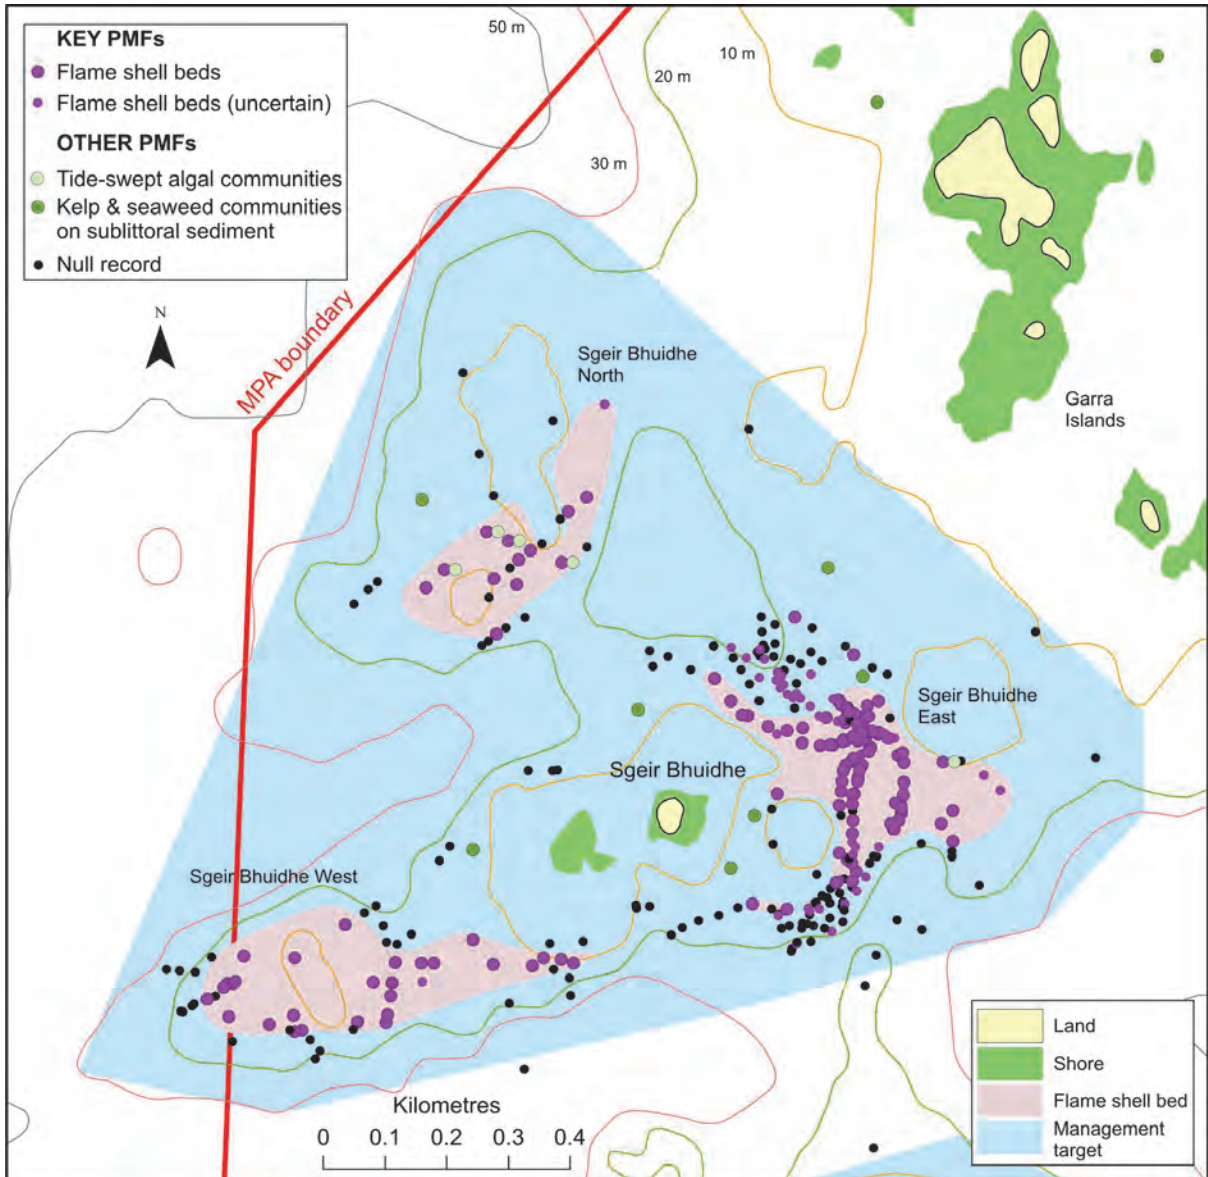 KEY PMFs
Flame shell beds
Flame shell beds (uncertain)
OTHER PMFs
Tide-swept algal communities
Kelp & seaweed communities
on sublittoral sediment
Null record
50 m
10 m
20 m
30 m
N
MPA boundary
Sgeir Bhuidhe
North
Garra
Islands
Sgeir Bhuidhe
East
Sgeir Bhuidhe
Sgeir Bhuidhe West
Kilometres
0 0.1 0.2 0.3 0.4
Land
Shore
Flame shell bed
Management
target